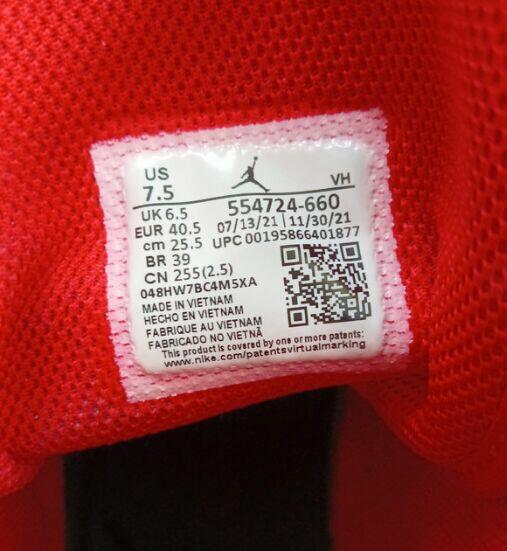 US
7.5
VH
UK 6.5
554724-660
EUR 40.5
07/13/21 | 11/30/21
cm 25.5
UPC 00195866401877
BR 39
CN 255(2.5)
048HW7BC4M5XA
MADE IN VIETNAM
HECHO EN VIETNAM
FABRIQUE AU VIETNAM
FABRICADO NO VIETNÃ
This product is covered by one or more patents:
www.nike.com/patentsvirtualmarking